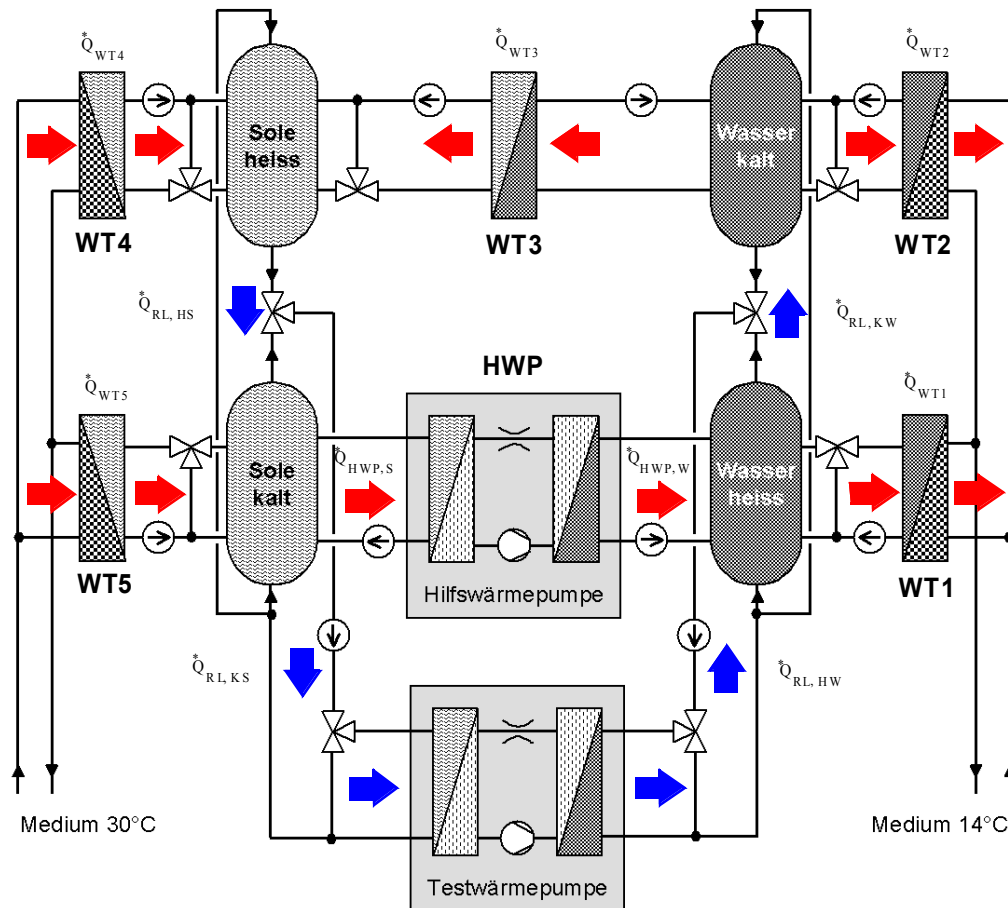 *Q WT4
*Q WT3
*Q WT2
Sole
heiss
Wasser
kalt
WT4
WT3
WT2
*Q RL, HS
*Q RL, KW
HWP
*Q WT5
*Q WT1
Sole
kalt
*Q HWP, S
*Q HWP, W
Wasser
heiss
WT5
WT1
Hilfswärmepumpe
*Q RL, KS
*Q RL, HW
Medium 30°C
Medium 14°C
Testwärmepumpe